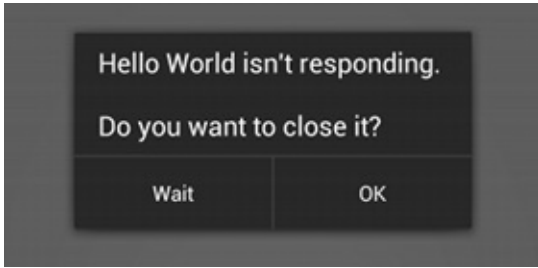 Hello World isn't responding.
Do you want to close it?
Wait
OK